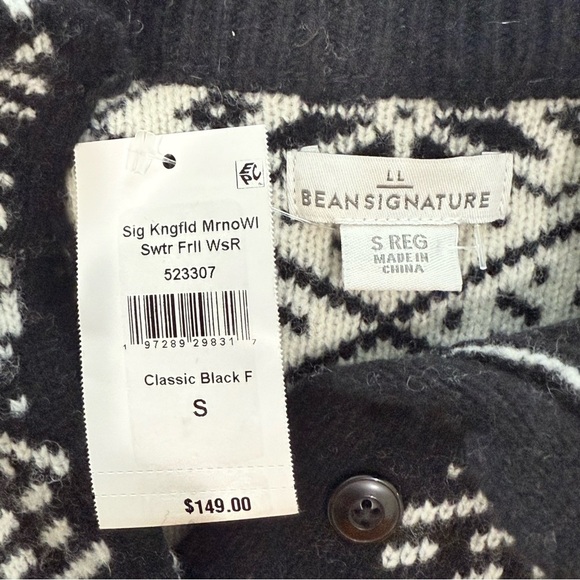 EPC
Sig Kngfld MrnoWl
Swtr Frll WsR
523307
1 97289 29831 7
Classic Black F
S
$149.00
LL
BEAN SIGNATURE
S REG
MADE IN
CHINA